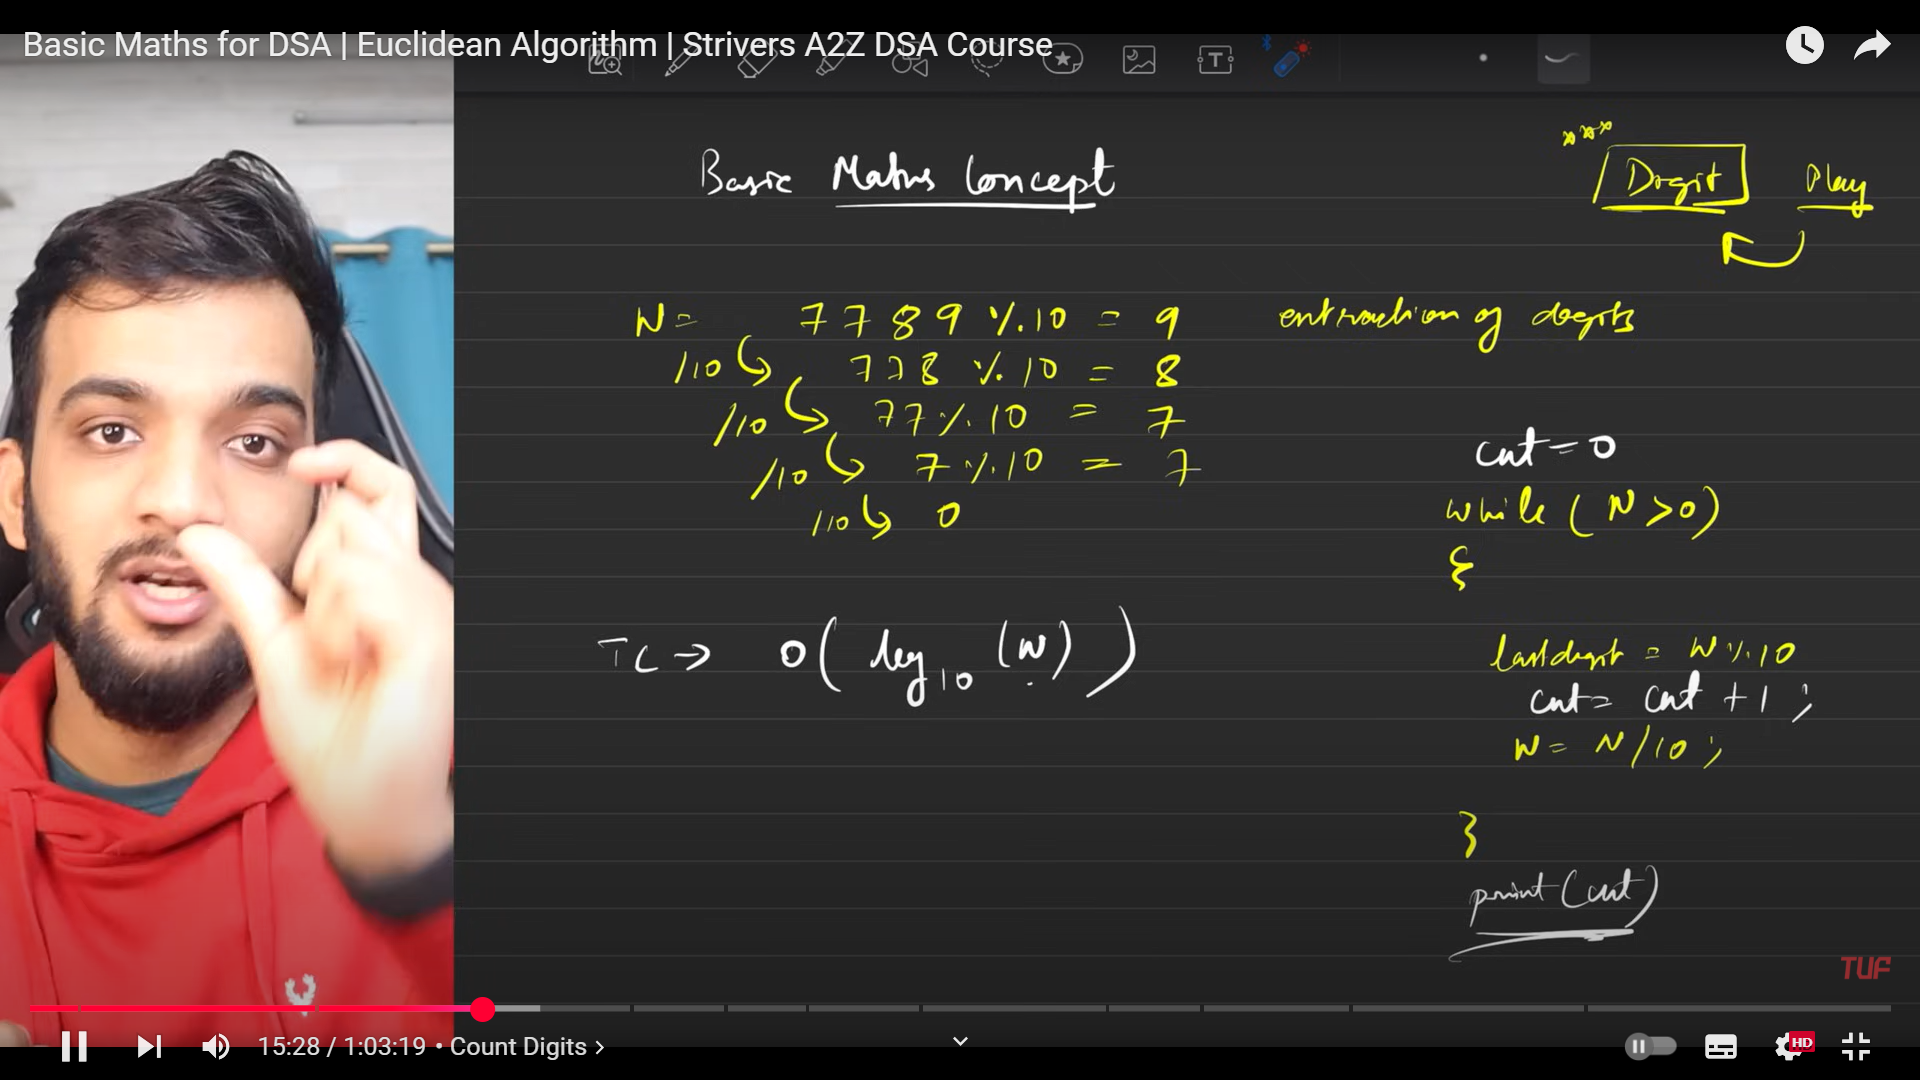 Basic Maths for DSA | Euclidean Algorithm | Strivers A2Z DSA Course
Basic Maths Concept
Digit Play
N = 7789 % 10 = 9
extraction of digits
/10 778 % 10 = 8
/10 77 % 10 = 7
/10 7 % 10 = 7
/10 0
TC → O(log10(N))
cnt = 0
while (N > 0)
{
lastdigit = N % 10
cnt = cnt + 1;
N = N/10;
}
print(cnt)
TUF
15:28 / 1:03:19 • Count Digits >
HD